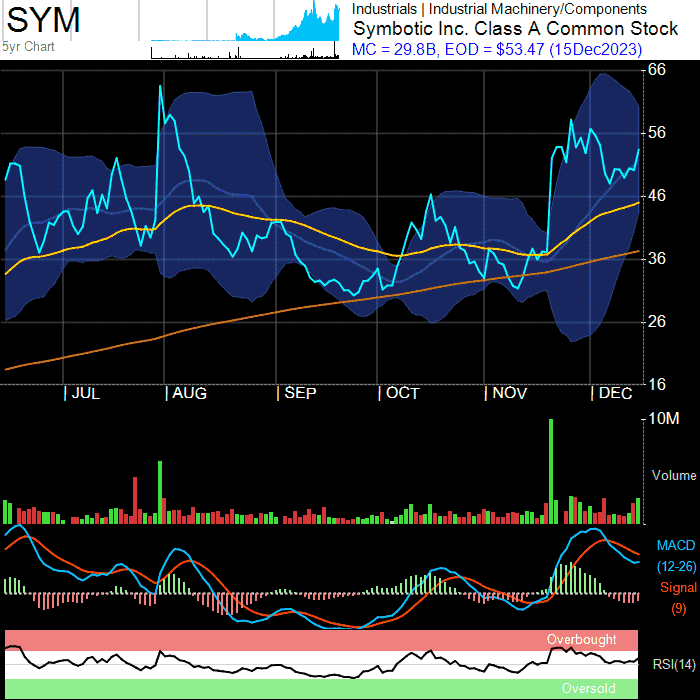 SYM
5yr Chart
Industrials | Industrial Machinery/Components
Symbotic Inc. Class A Common Stock
MC = 29.8B, EOD = $53.47 (15Dec2023)
66
56
46
36
26
16
| JUL | AUG | SEP | OCT | NOV | DEC
10M
Volume
MACD
(12-26)
Signal
(9)
Overbought
RSI(14)
Oversold